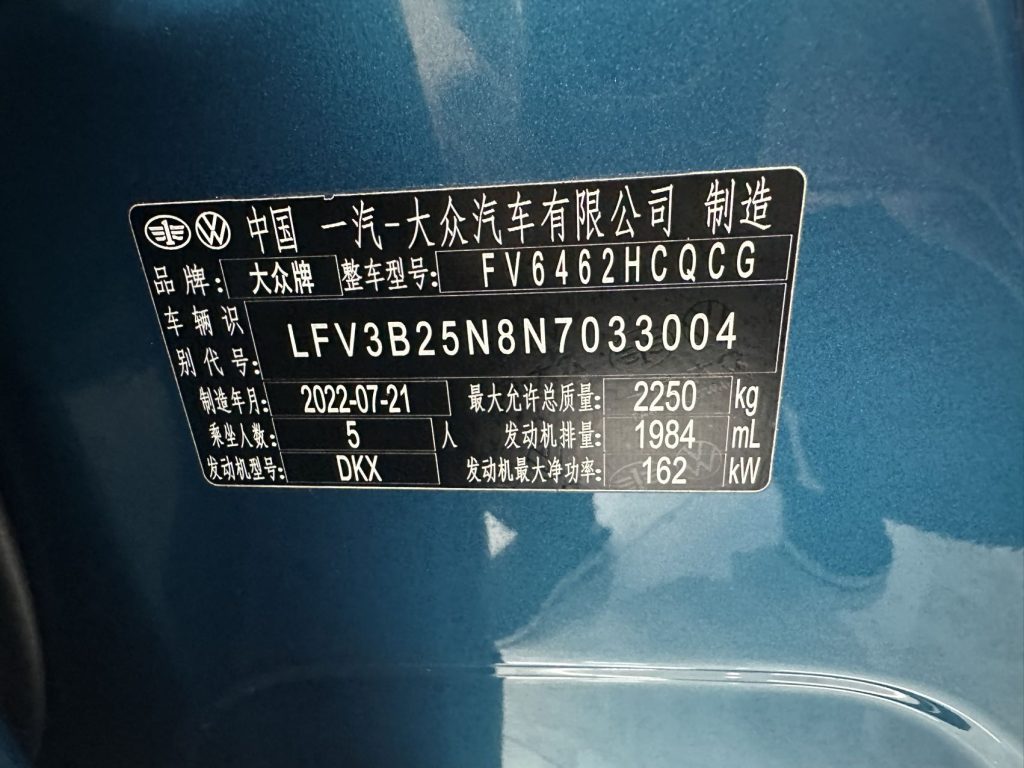 中国 一汽-大众汽车有限公司 制造
品牌: 大众牌 整车型号: FV6462HCQCG
车辆识别代号: LFV3B25N8N7033004
制造年月: 2022-07-21 最大允许总质量: 2250 kg
乘坐人数: 5 人 发动机排量: 1984 mL
发动机型号: DKX 发动机最大净功率: 162 kW